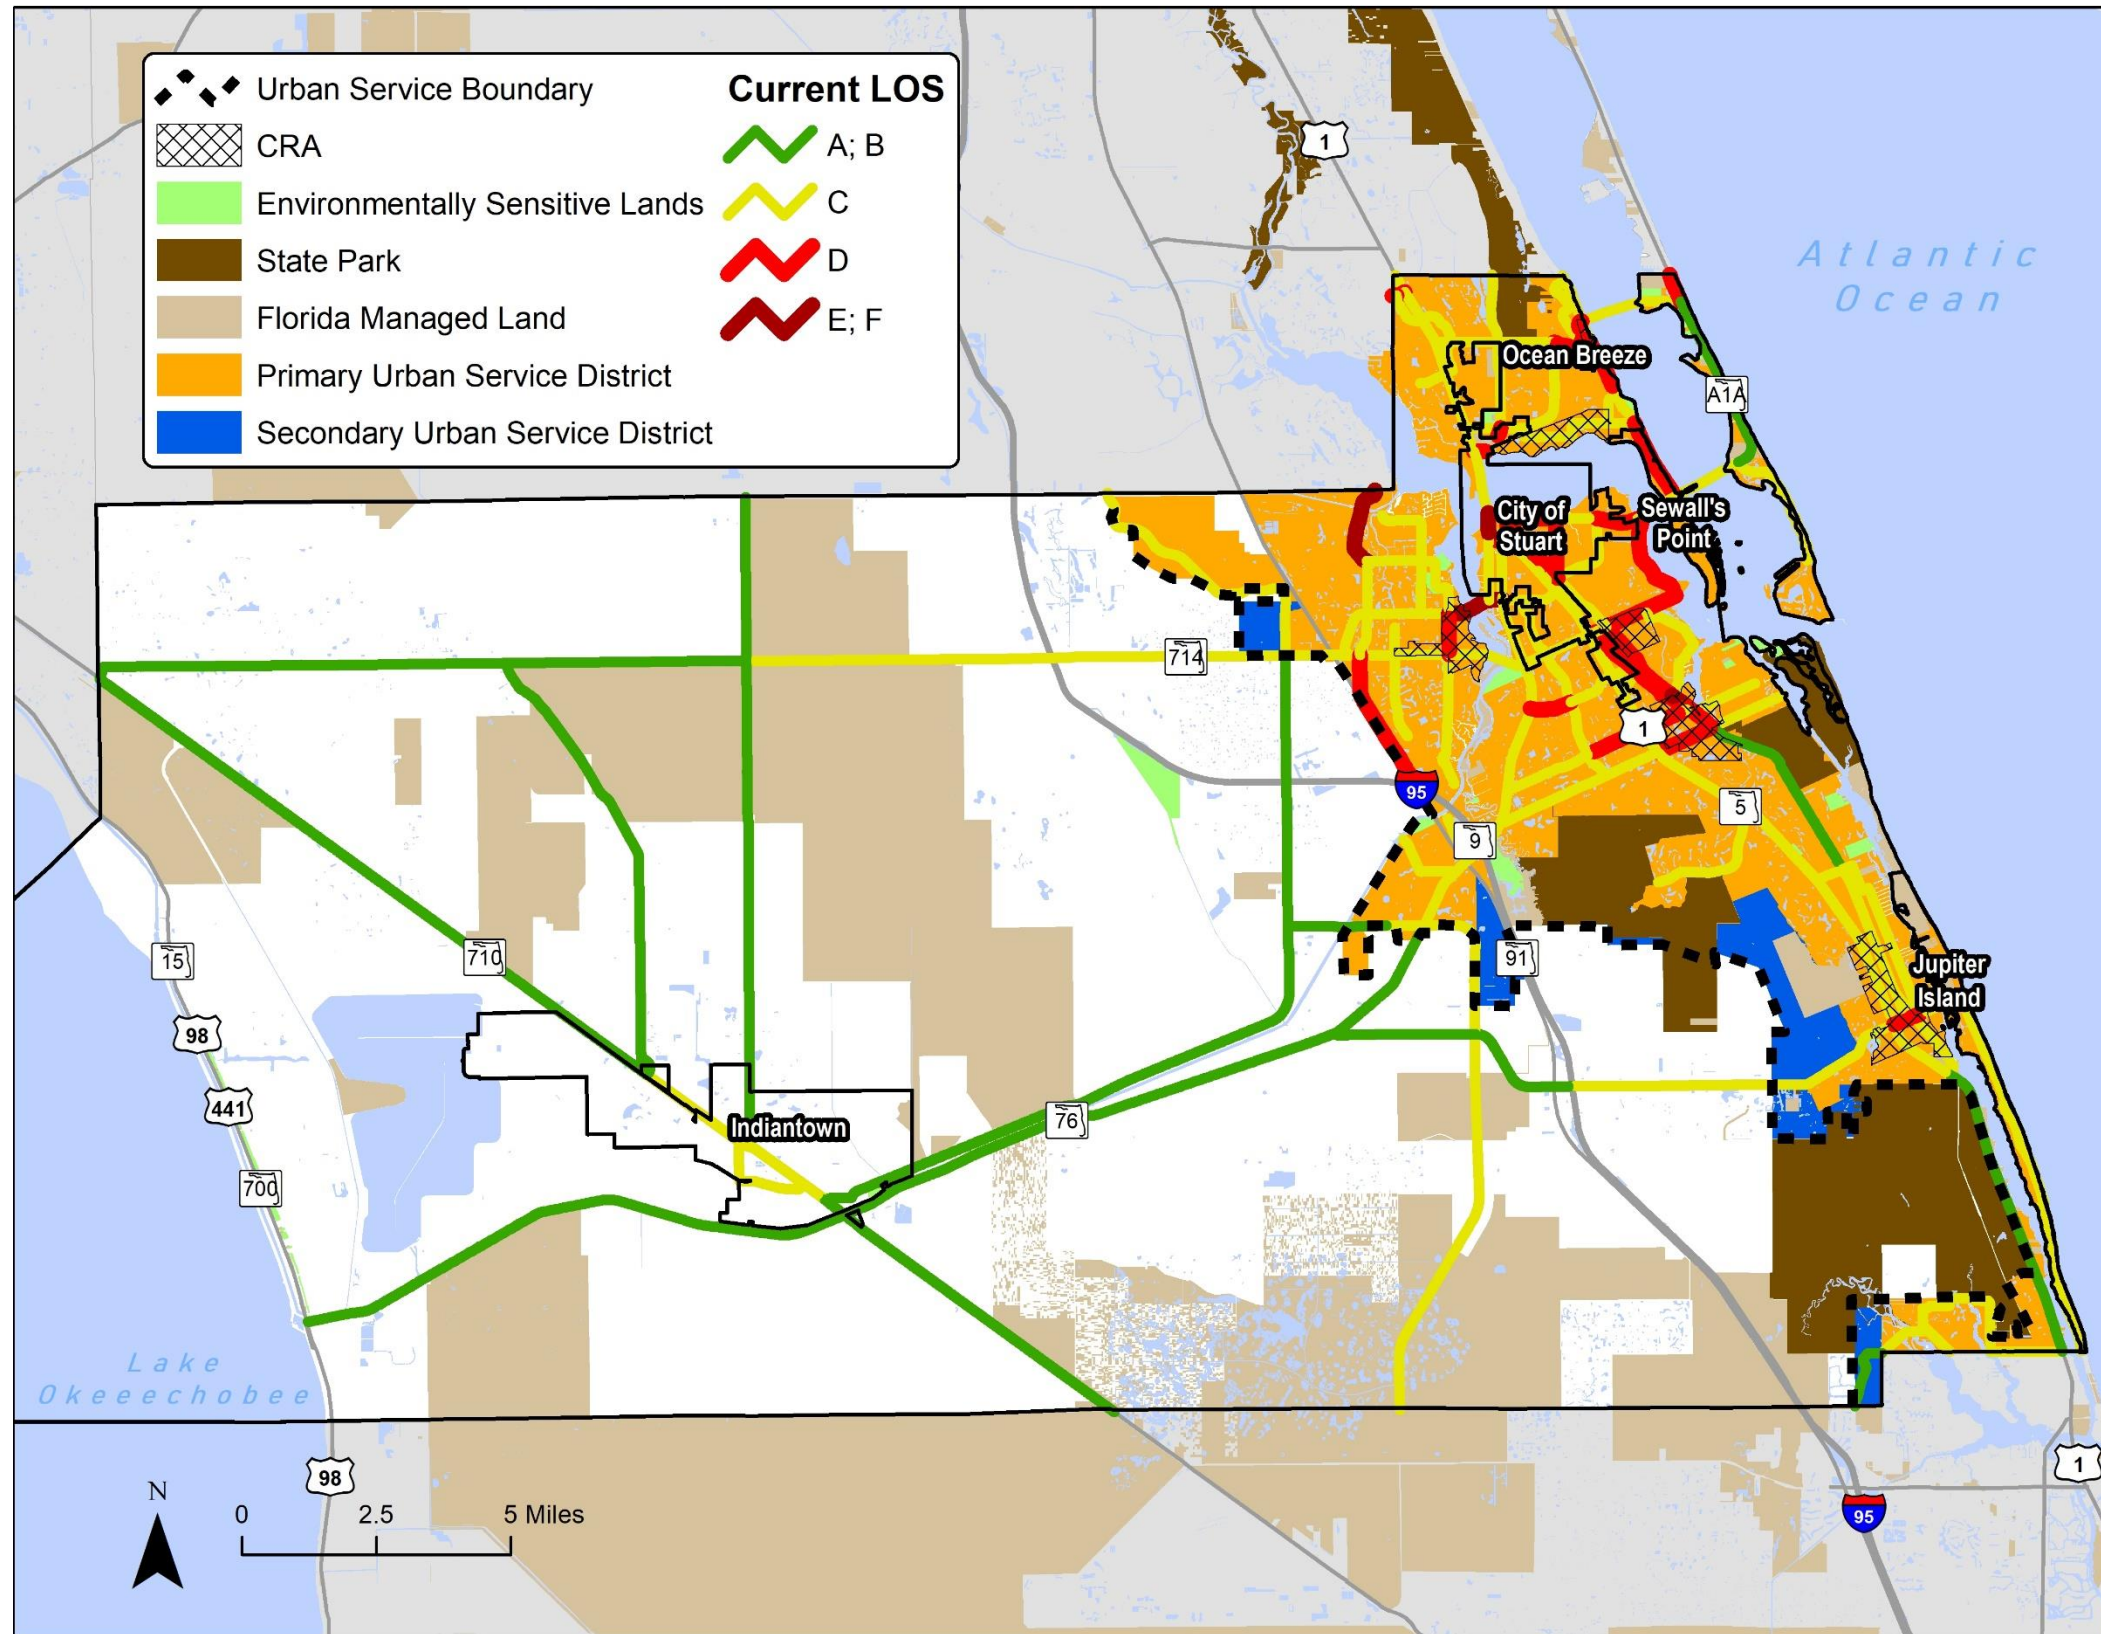 Urban Service Boundary
CRA
Environmentally Sensitive Lands
State Park
Florida Managed Land
Primary Urban Service District
Secondary Urban Service District
Current LOS
A; B
C
D
E; F
1
Atlantic
Ocean
Ocean Breeze
A1A
City of
Stuart
Sewall's
Point
714
1
95
5
9
15
710
91
Jupiter
Island
98
441
76
Indiantown
700
Lake
Okeeechobee
98
1
N
0 2.5 5 Miles
95